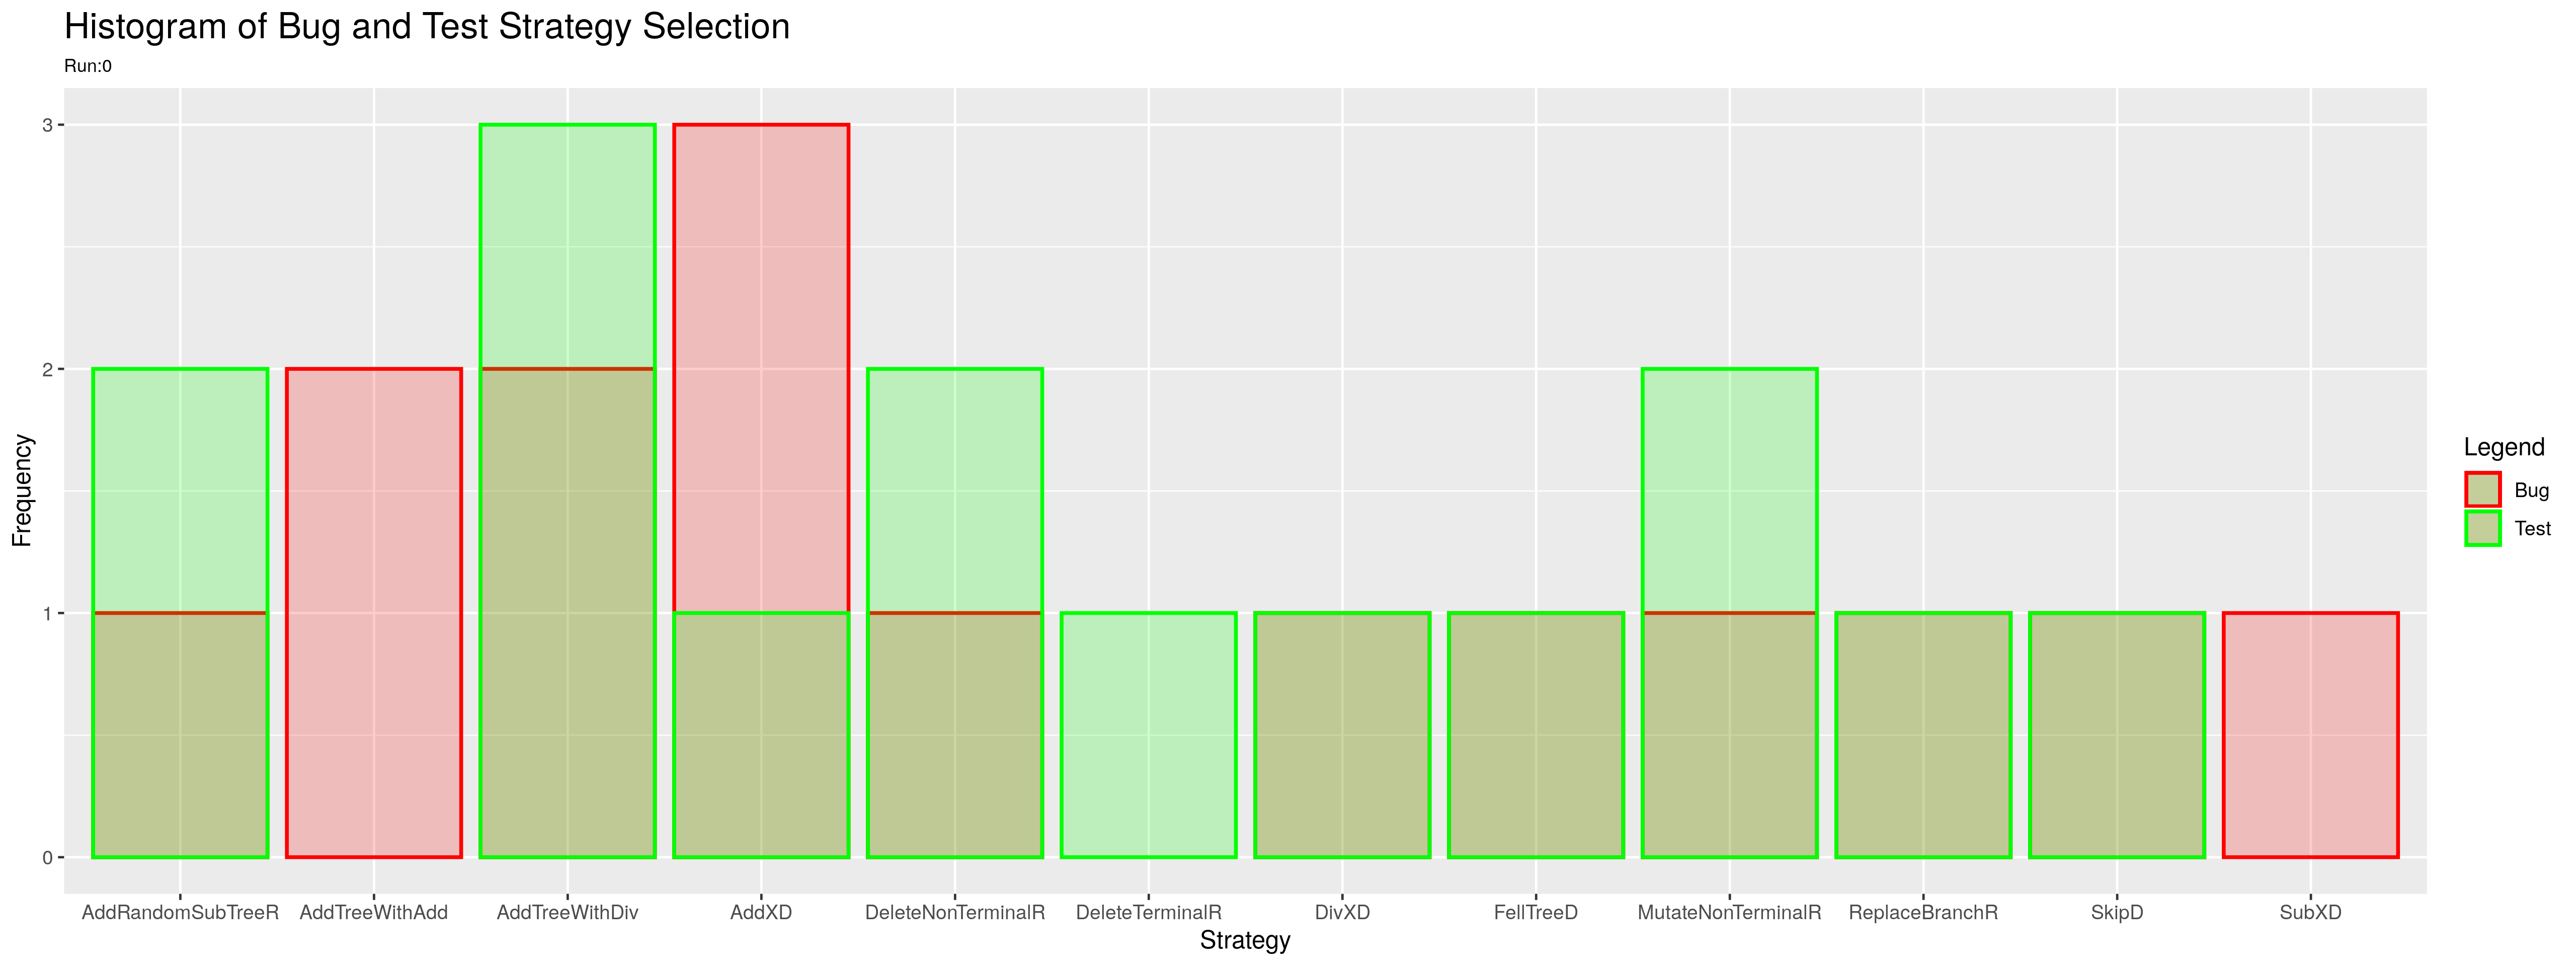 Histogram of Bug and Test Strategy Selection
Run:0
Frequency
3
2
1
0
AddRandomSubTreeR AddTreeWithAdd AddTreeWithDiv AddXD DeleteNonTerminalR DeleteTerminalR DivXD FellTreeD MutateNonTerminalR ReplaceBranchR SkipD SubXD
Strategy
Legend
Bug
Test